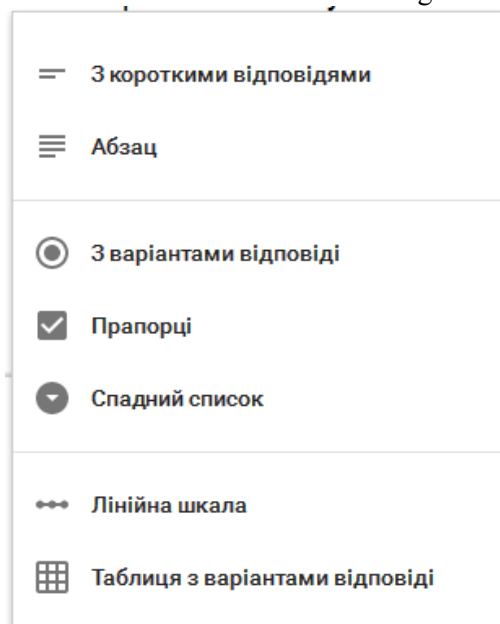 З короткими відповідями
Абзац
З варіантами відповіді
Прапорці
Спадний список
Лінійна шкала
Таблиця з варіантами відповіді